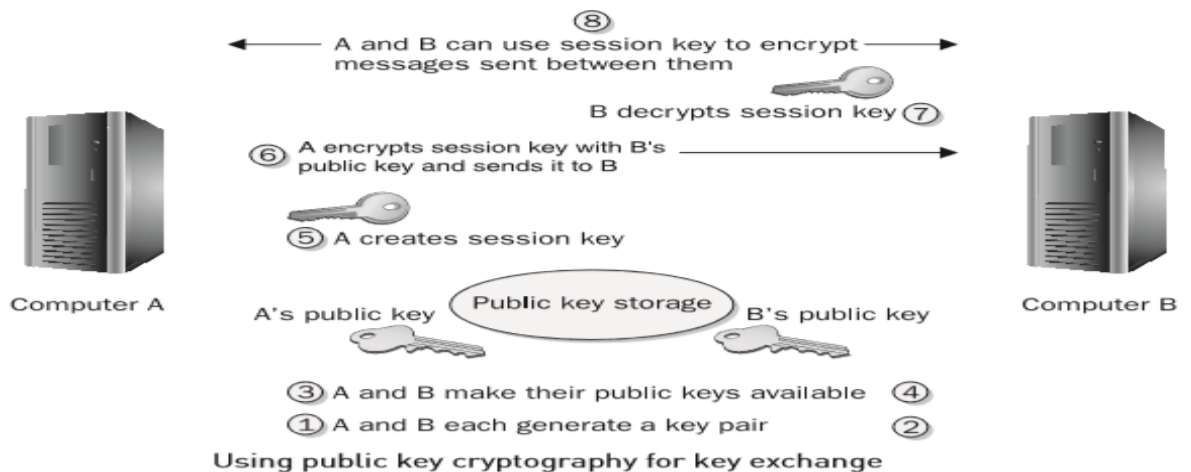 ⑧
A and B can use session key to encrypt
messages sent between them
B decrypts session key ⑦
⑥ A encrypts session key with B's
public key and sends it to B
⑤ A creates session key
Computer A
Computer B
Public key storage
A's public key
B's public key
③ A and B make their public keys available ④
① A and B each generate a key pair ②
Using public key cryptography for key exchange